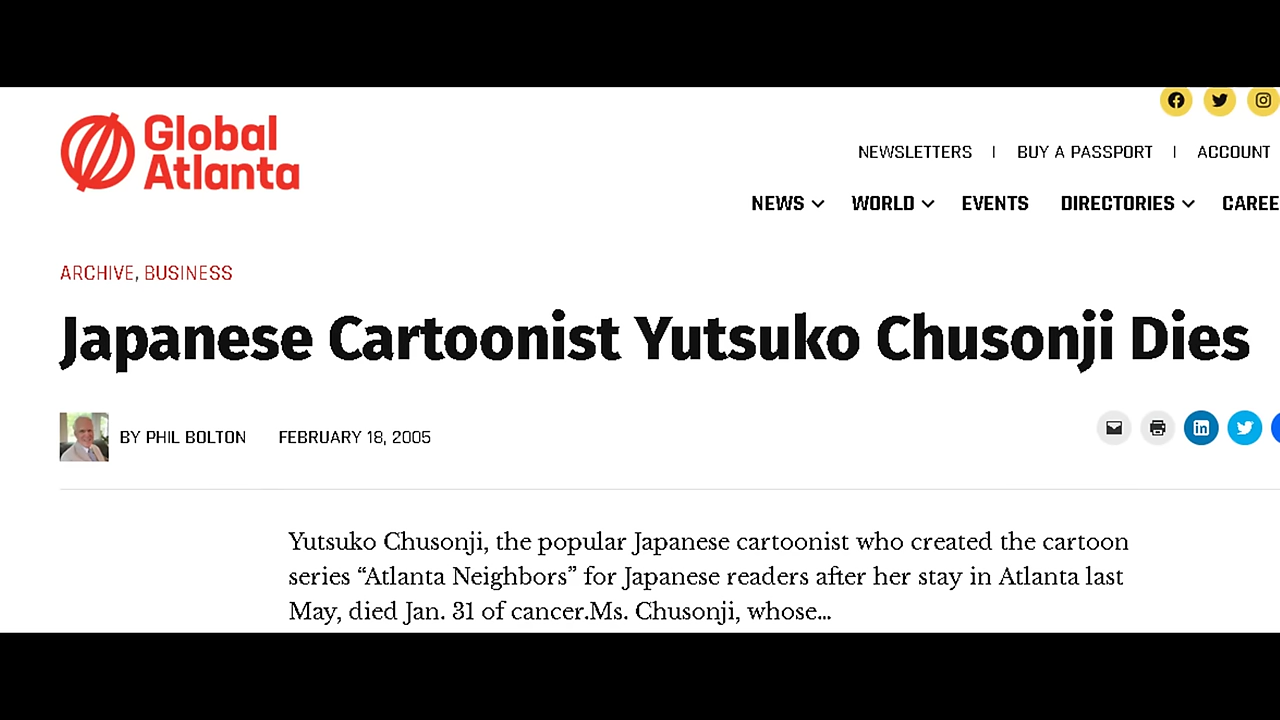 Global
Atlanta
NEWSLETTERS | BUY A PASSPORT | ACCOUNT
NEWS WORLD EVENTS DIRECTORIES CAREE
ARCHIVE, BUSINESS
Japanese Cartoonist Yutsuko Chusonji Dies
BY PHIL BOLTON FEBRUARY 18, 2005
in
Yutsuko Chusonji, the popular Japanese cartoonist who created the cartoon
series “Atlanta Neighbors” for Japanese readers after her stay in Atlanta last
May, died Jan. 31 of cancer.Ms. Chusonji, whose...